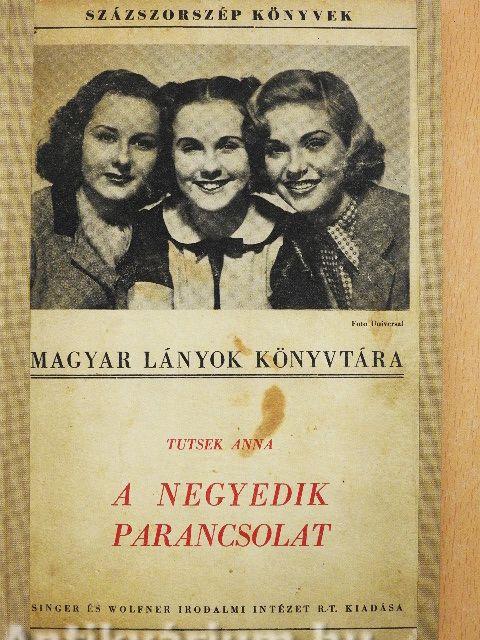 SZÁZSZORSZÉP KÖNYVEK
Foto Universal
MAGYAR LÁNYOK KÖNYVTÁRA
TUTSEK ANNA
A NEGYEDIK
PARANCSOLAT
SINGER ÉS WOLFNER IRODALMI INTÉZET R.T. KIADÁSA